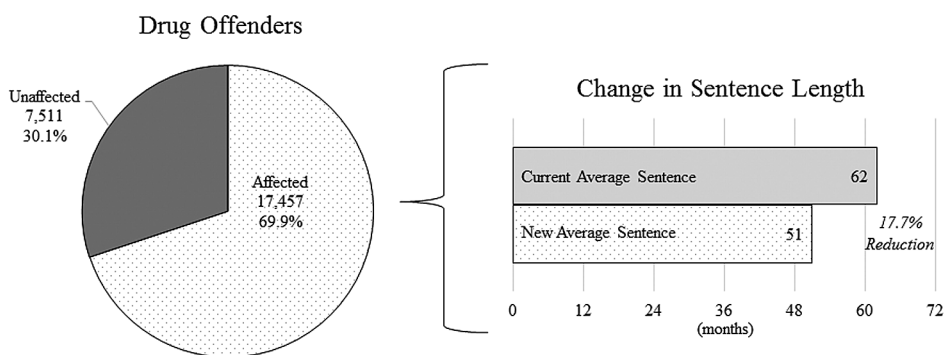 Drug Offenders
Unaffected
7,511
30.1%
Affected
17,457
69.9%
Change in Sentence Length
Current Average Sentence 62
New Average Sentence 51
17.7%
Reduction
0 12 24 36 48 60 72
(months)